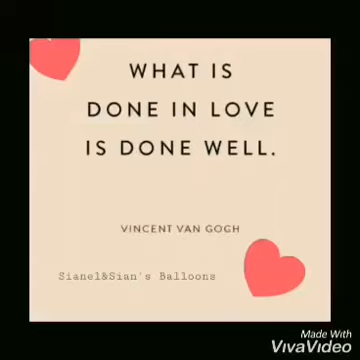 WHAT IS
DONE IN LOVE
IS DONE WELL.
VINCENT VAN GOGH
Sianel&Sian's Balloons
Made With
VivaVideo